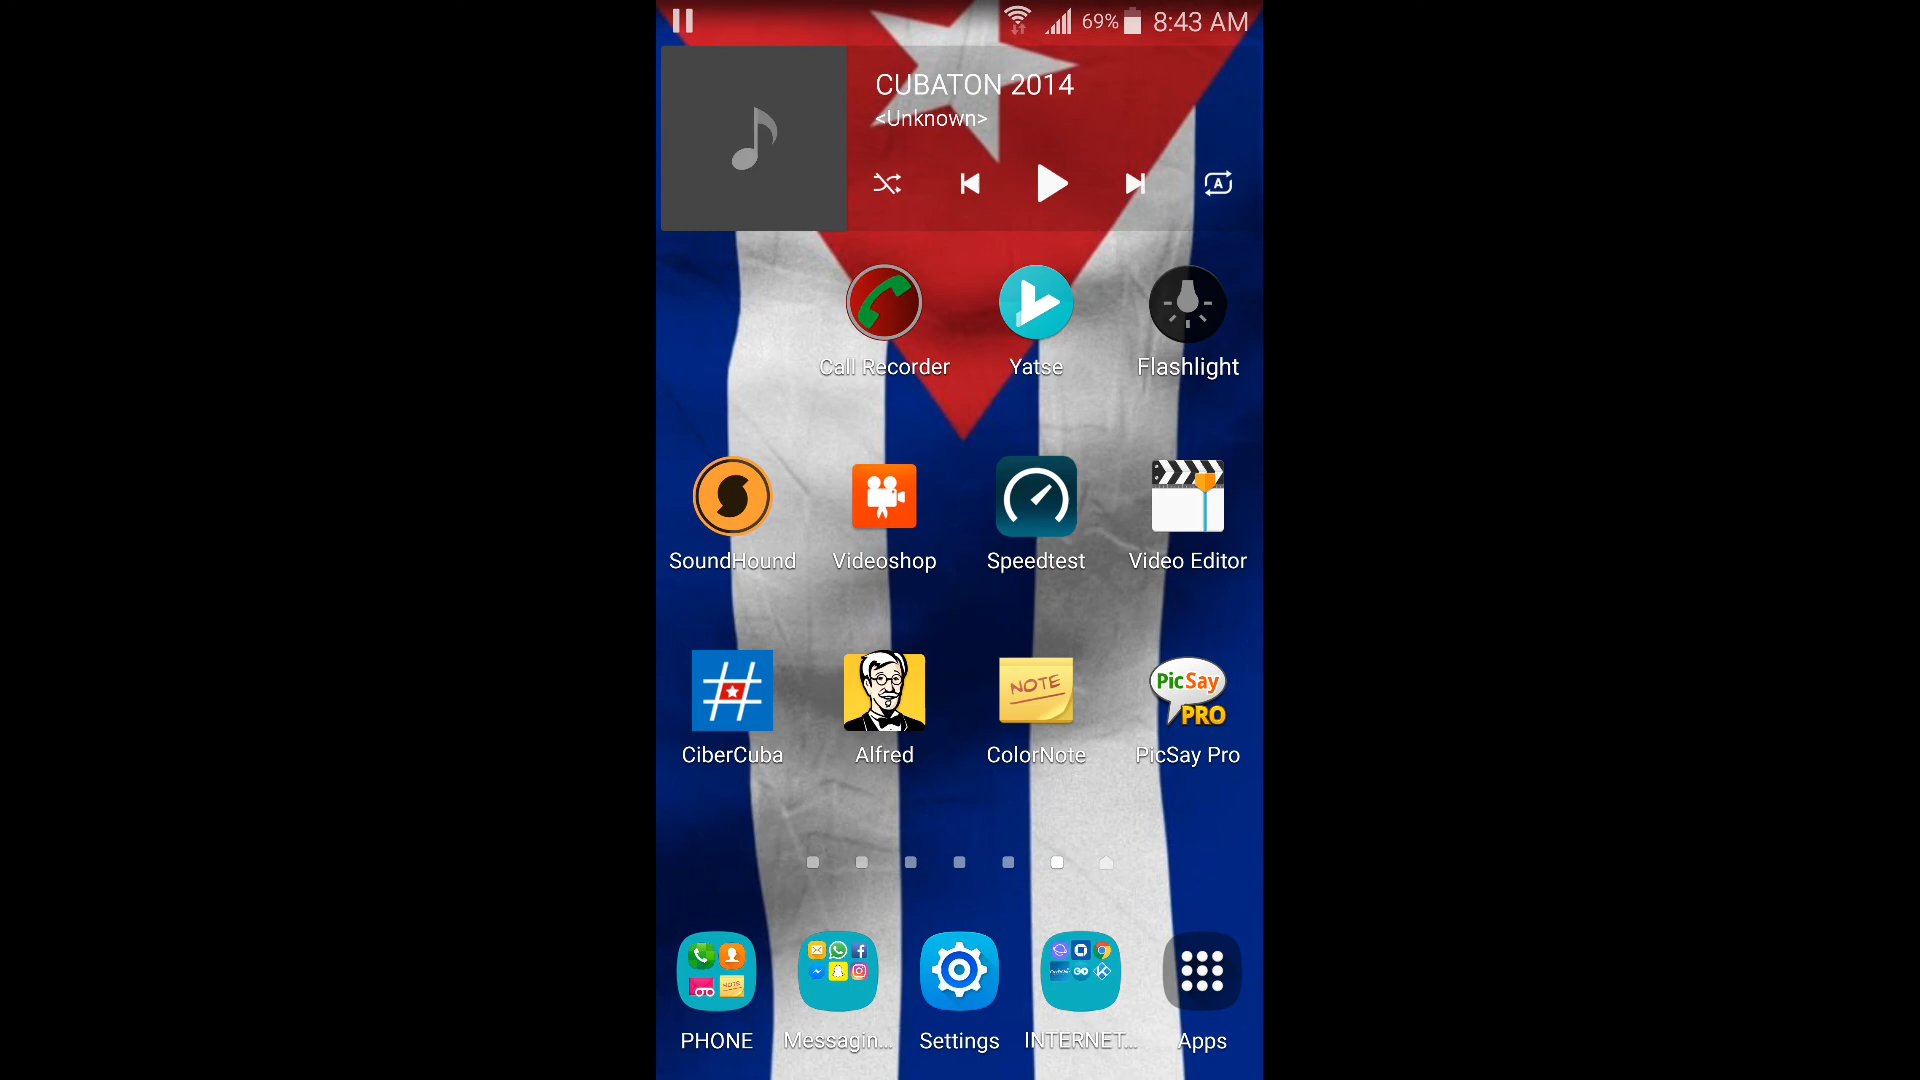 69% 8:43 AM
CUBATON 2014
<Unknown>
A
Call Recorder
Yatse
Flashlight
SoundHound
Videoshop
Speedtest
Video Editor
NOTE
PicSay
PRO
CiberCuba
Alfred
ColorNote
PicSay Pro
NOTE
PHONE
Messagin...
Settings
INTERNET...
Apps